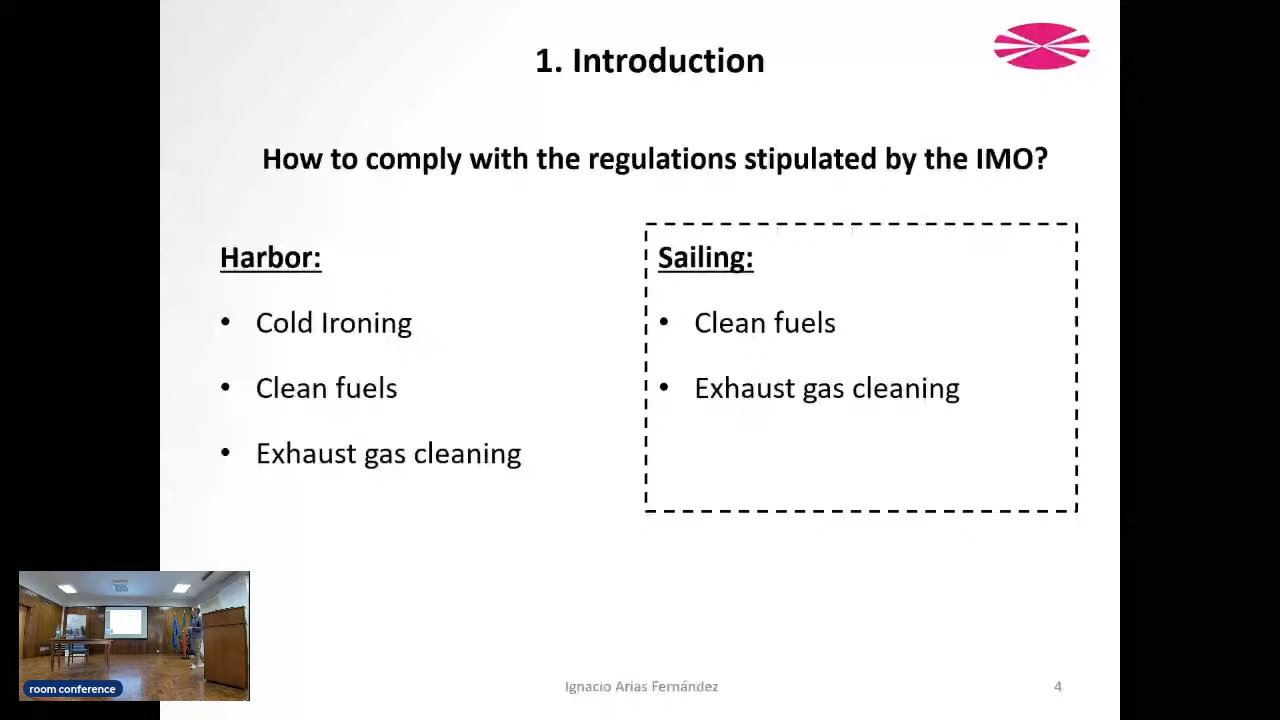 1. Introduction
How to comply with the regulations stipulated by the IMO?
Harbor:
• Cold Ironing
• Clean fuels
• Exhaust gas cleaning
Sailing:
• Clean fuels
• Exhaust gas cleaning
room conference
Ignacio Arias Fernández
4